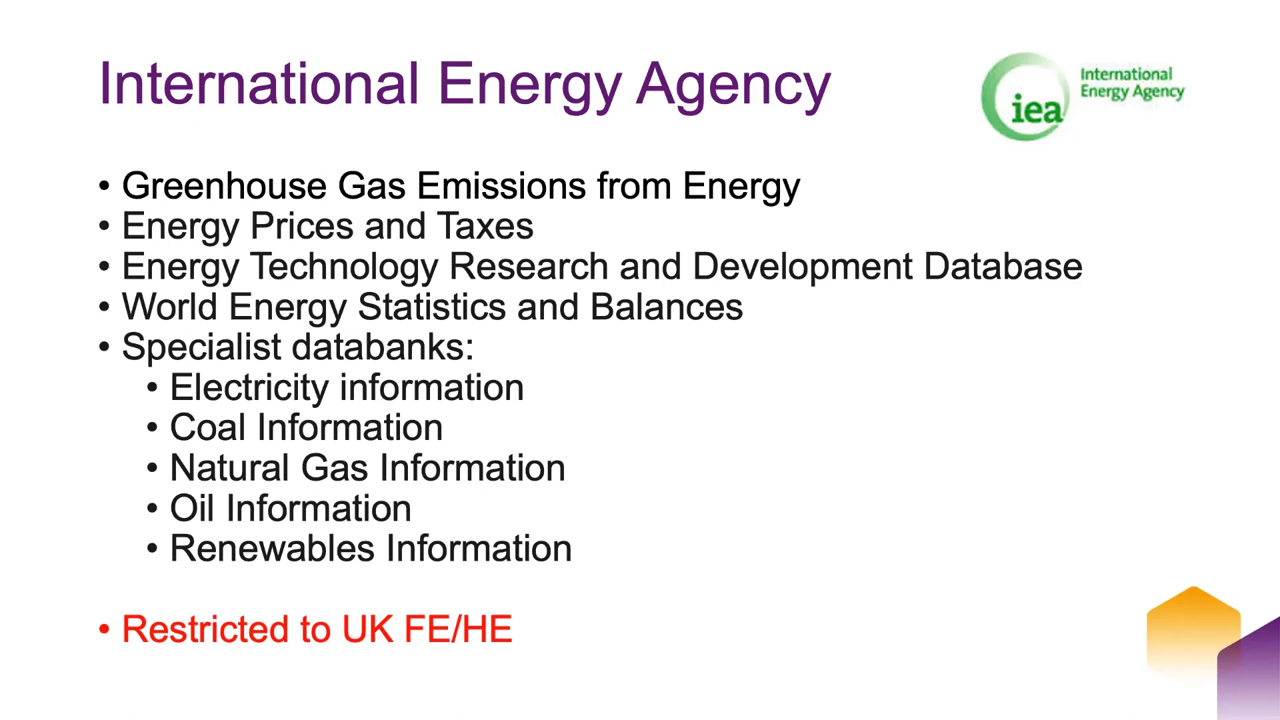 International Energy Agency
iea
International
Energy Agency
• Greenhouse Gas Emissions from Energy
• Energy Prices and Taxes
• Energy Technology Research and Development Database
• World Energy Statistics and Balances
• Specialist databanks:
• Electricity information
• Coal Information
• Natural Gas Information
• Oil Information
• Renewables Information
• Restricted to UK FE/HE